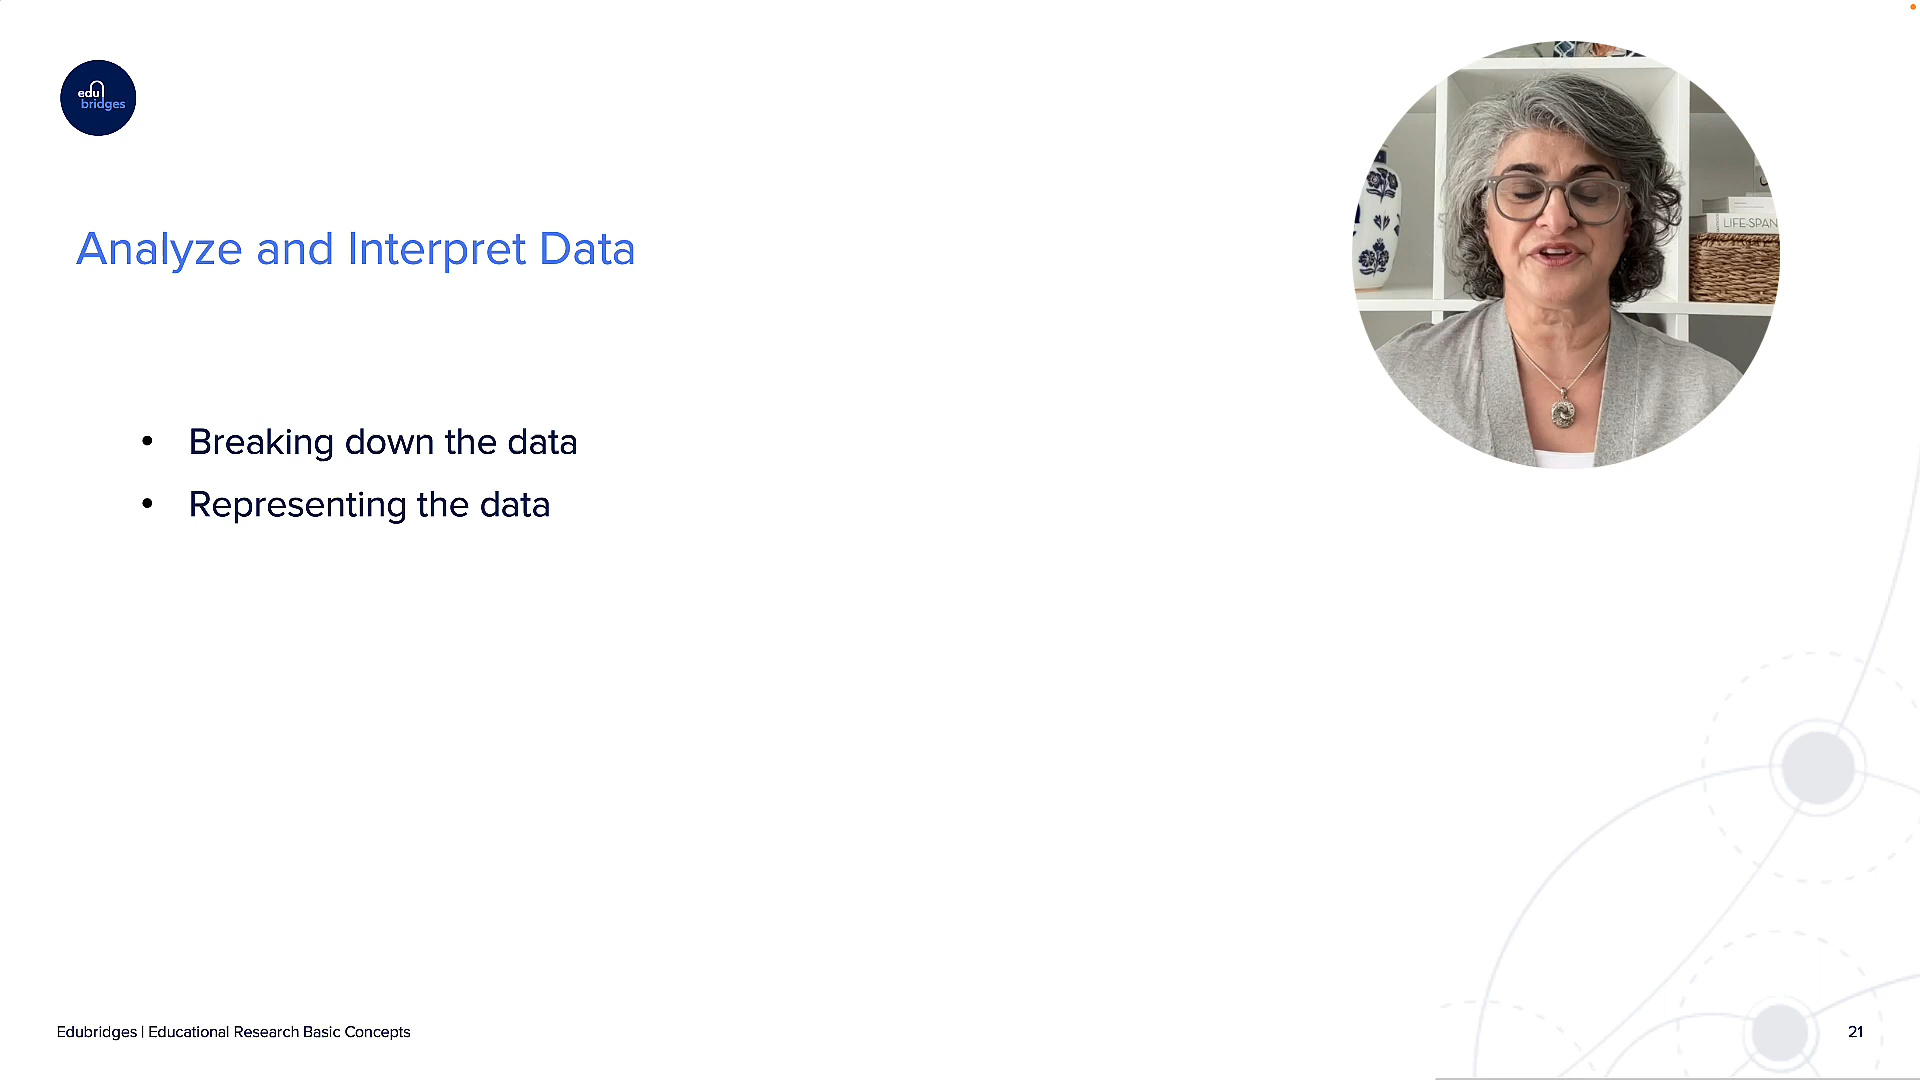 edu
bridges
LIFE-SPAN
Analyze and Interpret Data
• Breaking down the data
• Representing the data
Edubridges | Educational Research Basic Concepts
21